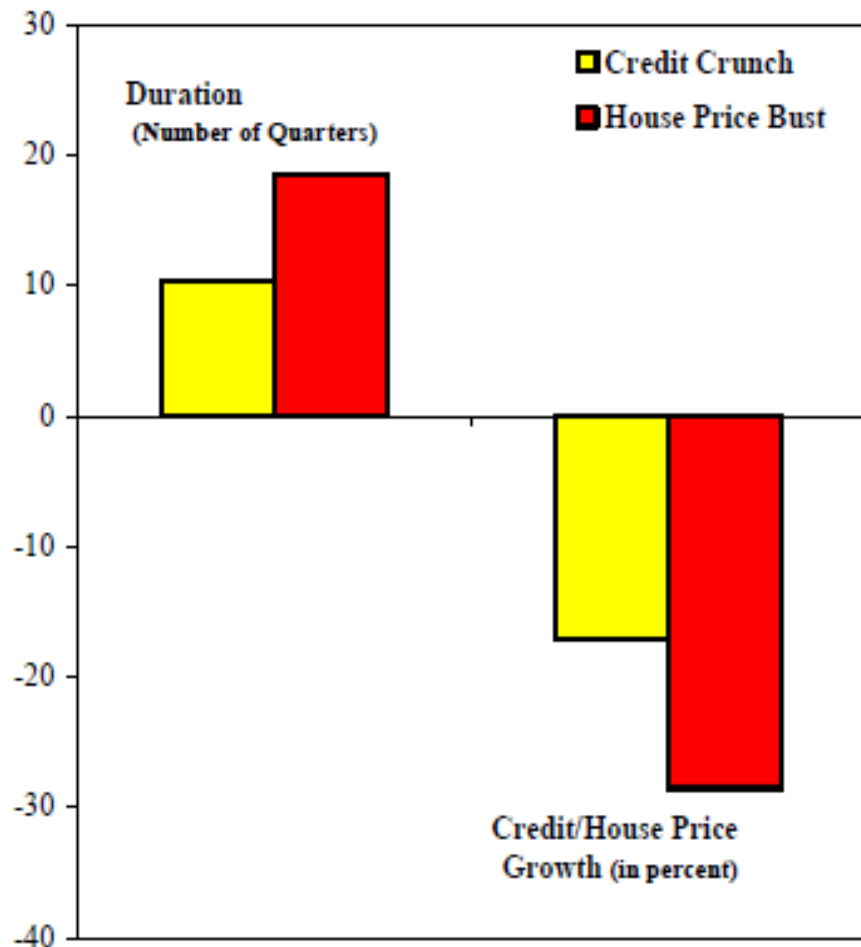 30
Credit Crunch
Duration
House Price Bust
(Number of Quarters)
20
10
0
-10
-20
-30
Credit/House Price
Growth (in percent)
-40